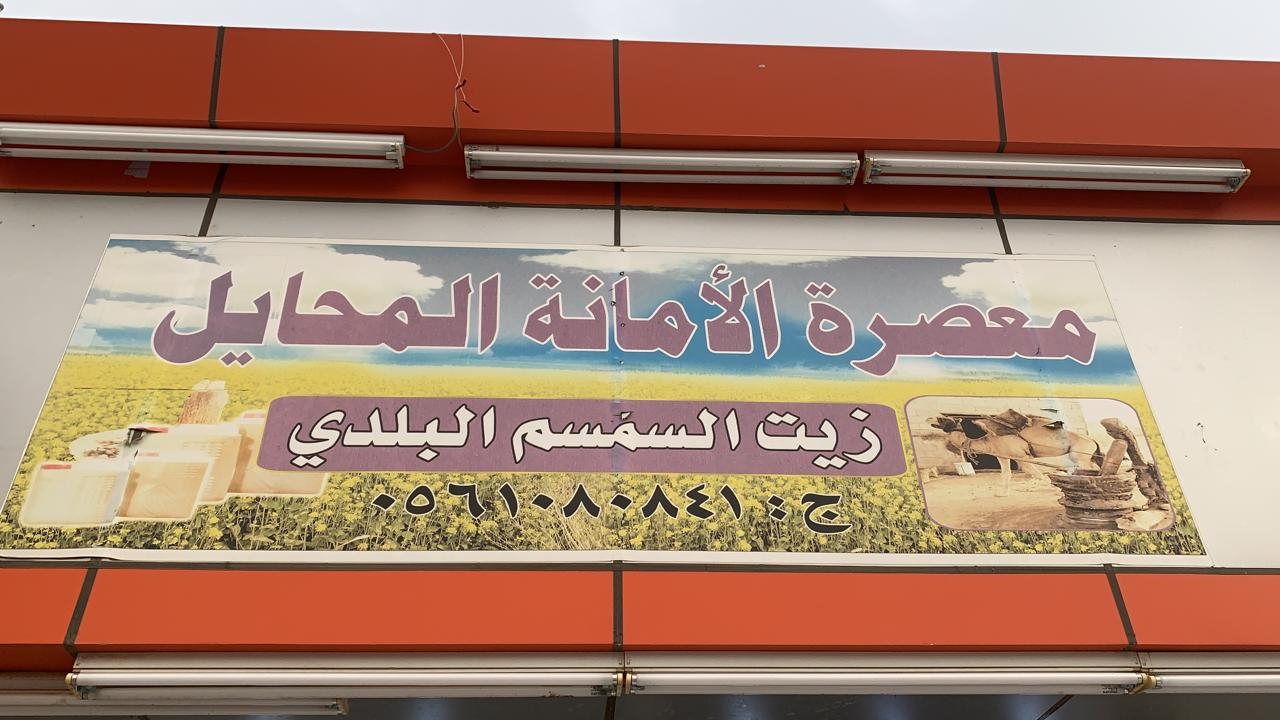 معصرة الأمانة المحايل
زيت السمسم البلدي
ج: ٠٥٦١٠٨٠٨٤١